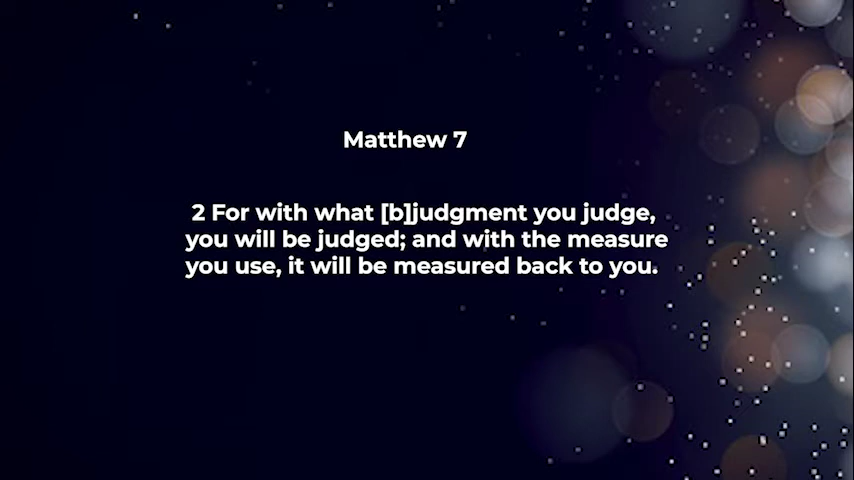 Matthew 7
2 For with what [b]judgment you judge,
you will be judged; and with the measure
you use, it will be measured back to you.